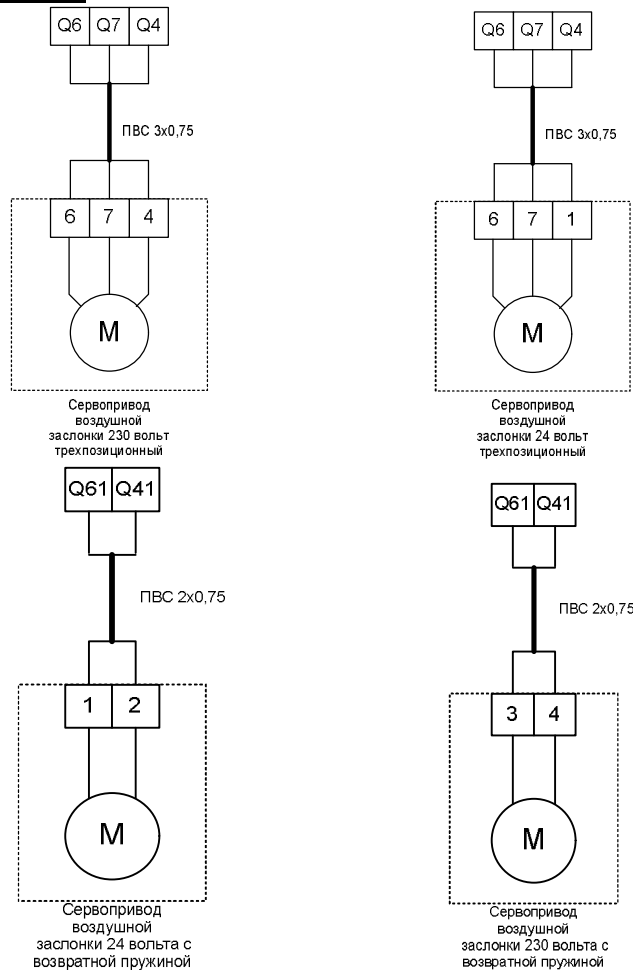 Q6 Q7 Q4
ПВС 3х0,75
6 7 4
М
Сервопривод
воздушной
заслонки 230 вольт
трехпозиционный
Q6 Q7 Q4
ПВС 3х0,75
6 7 1
М
Сервопривод
воздушной
заслонки 24 вольт
трехпозиционный
Q61 Q41
ПВС 2х0,75
1 2
М
Сервопривод
воздушной
заслонки 24 вольта с
возвратной пружиной
Q61 Q41
ПВС 2х0,75
3 4
М
Сервопривод
воздушной
заслонки 230 вольта с
возвратной пружиной